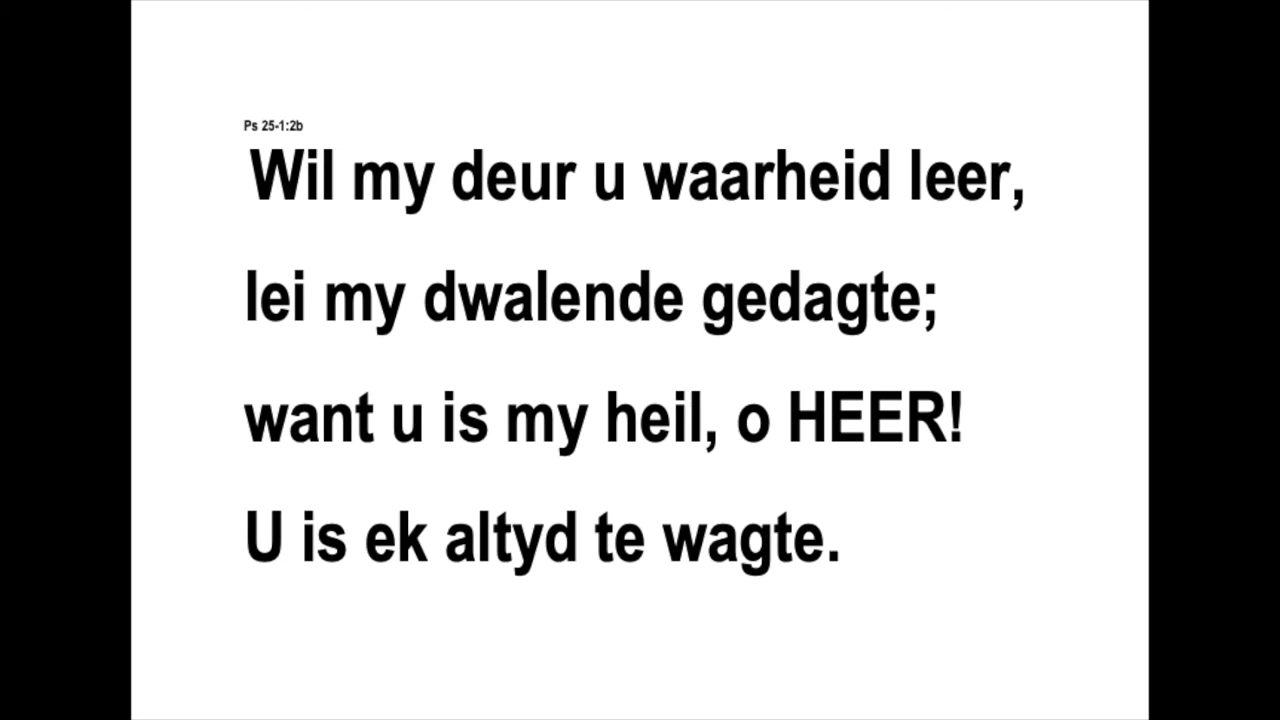 Ps 25-1:2b
Wil my deur u waarheid leer,
lei my dwalende gedagte;
want u is my heil, o HEER!
U is ek altyd te wagte.